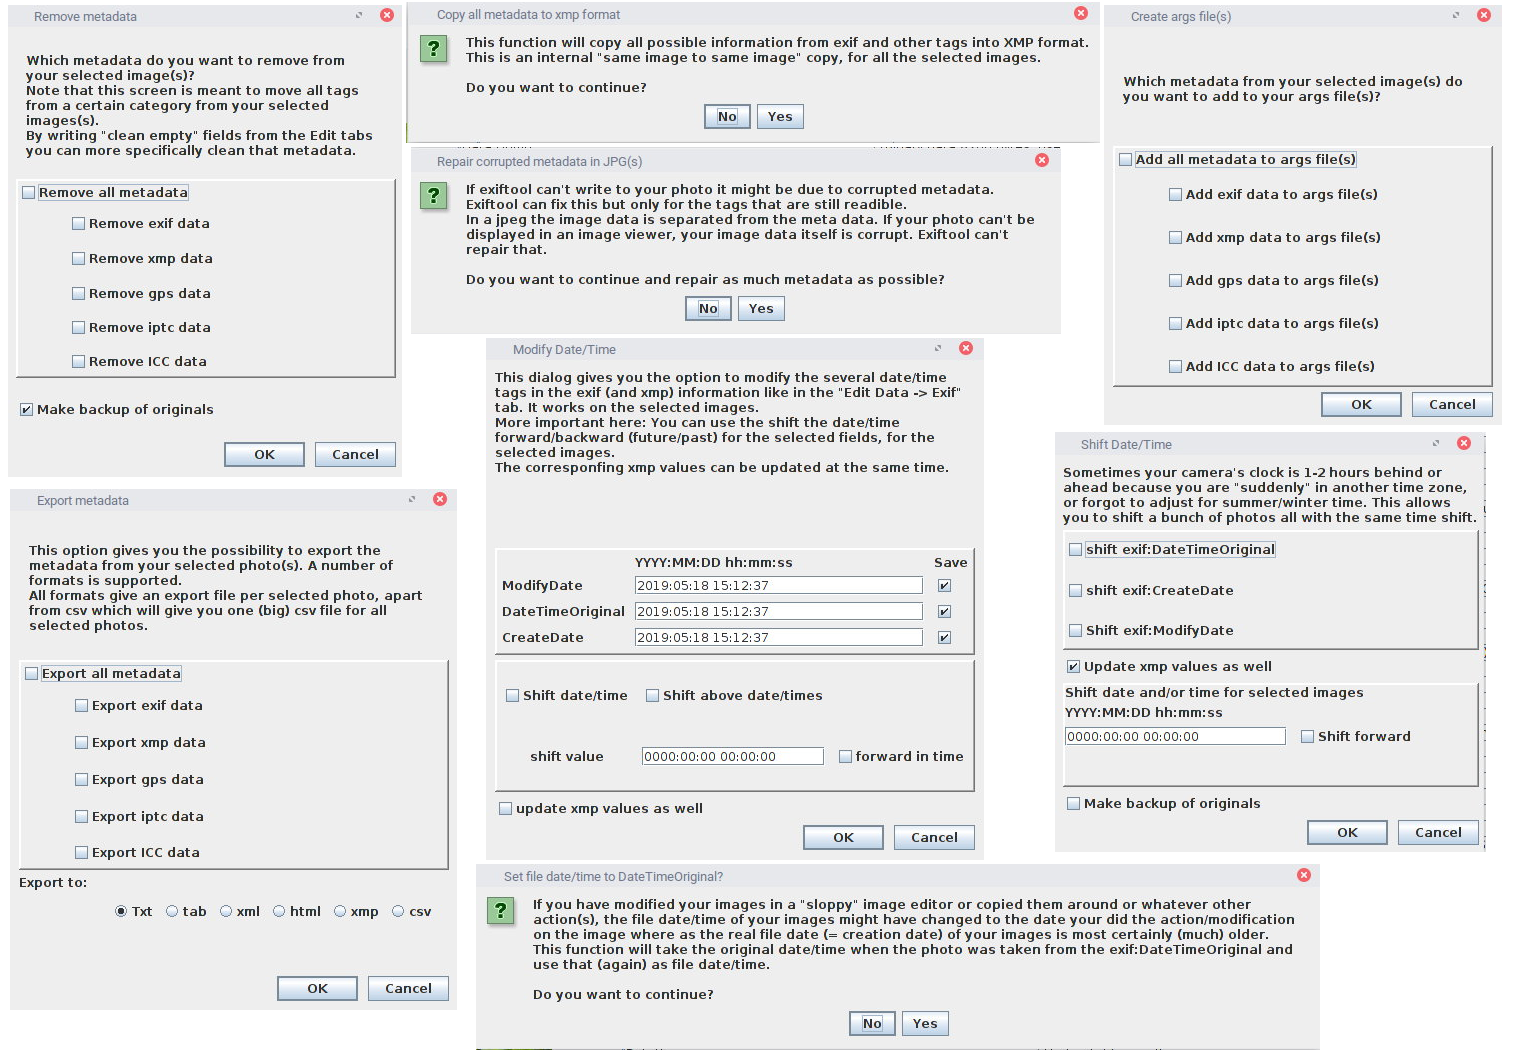 Remove metadata
Which metadata do you want to remove from
your selected image(s)?
Note that this screen is meant to move all tags
from a certain category from your selected
images(s).
By writing "clean empty" fields from the Edit tabs
you can more specifically clean that metadata.
Remove all metadata
Remove exif data
Remove xmp data
Remove gps data
Remove iptc data
Remove ICC data
Make backup of originals
OK Cancel
Copy all metadata to xmp format
This function will copy all possible information from exif and other tags into XMP format.
This is an internal "same image to same image" copy, for all the selected images.
Do you want to continue?
No Yes
Repair corrupted metadata in JPG(s)
If exiftool can't write to your photo it might be due to corrupted metadata.
Exiftool can fix this but only for the tags that are still readible.
In a jpeg the image data is separated from the meta data. If your photo can't be
displayed in an image viewer, your image data itself is corrupt. Exiftool can't
repair that.
Do you want to continue and repair as much metadata as possible?
No Yes
Create args file(s)
Which metadata from your selected image(s) do
you want to add to your args file(s)?
Add all metadata to args file(s)
Add exif data to args file(s)
Add xmp data to args file(s)
Add gps data to args file(s)
Add iptc data to args file(s)
Add ICC data to args file(s)
OK Cancel
Export metadata
This option gives you the possibility to export the
metadata from your selected photo(s). A number of
formats is supported.
All formats give an export file per selected photo, apart
from csv which will give you one (big) csv file for all
selected photos.
Export all metadata
Export exif data
Export xmp data
Export gps data
Export iptc data
Export ICC data
Export to:
Txt tab xml html xmp csv
OK Cancel
Modify Date/Time
This dialog gives you the option to modify the several date/time
tags in the exif (and xmp) information like in the "Edit Data -> Exif"
tab. It works on the selected images.
More important here: You can use the shift the date/time
forward/backward (future/past) for the selected fields, for the
selected images.
The corresponfing xmp values can be updated at the same time.
YYYY:MM:DD hh:mm:ss Save
ModifyDate 2019:05:18 15:12:37
DateTimeOriginal 2019:05:18 15:12:37
CreateDate 2019:05:18 15:12:37
Shift date/time Shift above date/times
shift value 0000:00:00 00:00:00 forward in time
update xmp values as well
OK Cancel
Shift Date/Time
Sometimes your camera's clock is 1-2 hours behind or
ahead because you are "suddenly" in another time zone,
or forgot to adjust for summer/winter time. This allows
you to shift a bunch of photos all with the same time shift.
shift exif:DateTimeOriginal
shift exif:CreateDate
Shift exif:ModifyDate
Update xmp values as well
Shift date and/or time for selected images
YYYY:MM:DD hh:mm:ss
0000:00:00 00:00:00 Shift forward
Make backup of originals
OK Cancel
Set file date/time to DateTimeOriginal?
If you have modified your images in a "sloppy" image editor or copied them around or whatever other
action(s), the file date/time of your images might have changed to the date your did the action/modification
on the image where as the real file date (= creation date) of your images is most certainly (much) older.
This function will take the original date/time when the photo was taken from the exif:DateTimeOriginal and
use that (again) as file date/time.
Do you want to continue?
No Yes